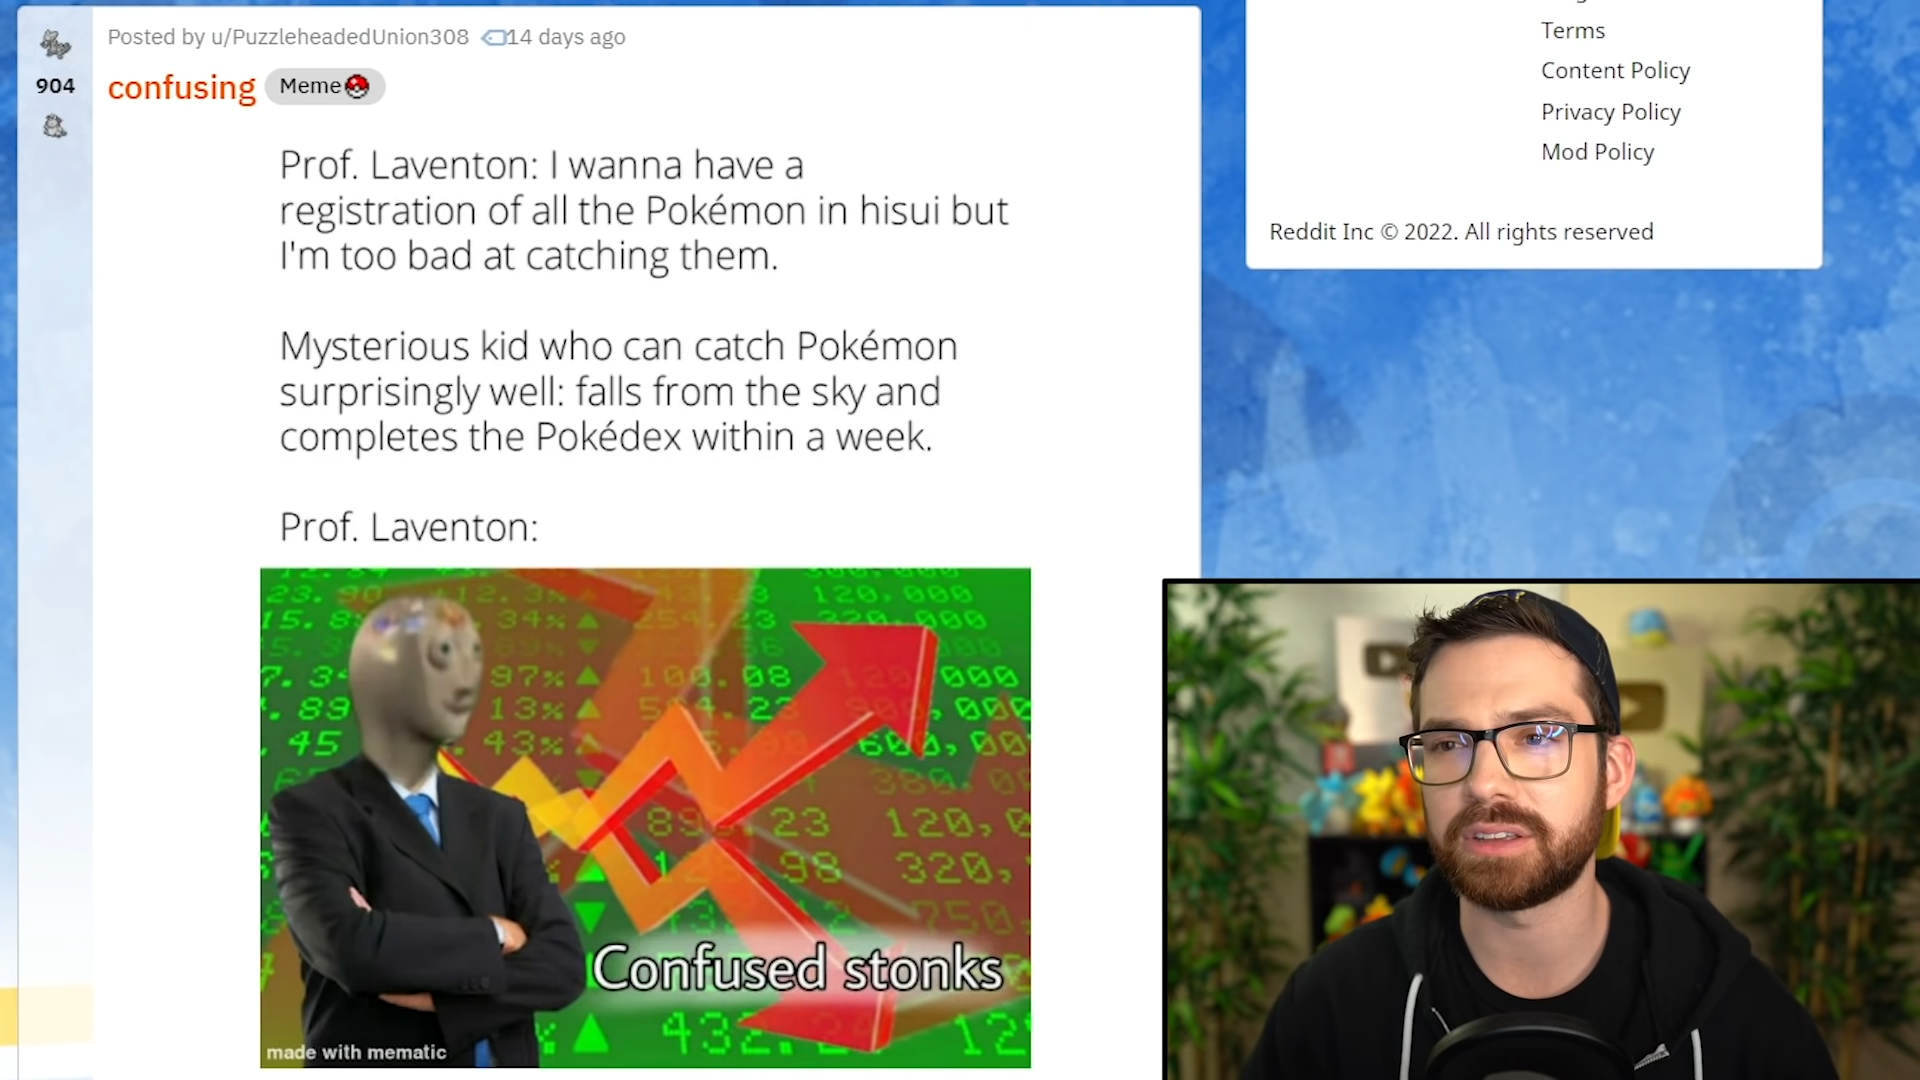 Posted by u/PuzzleheadedUnion308 14 days ago
904
confusing Meme
Prof. Laventon: I wanna have a
registration of all the Pokémon in hisui but
I'm too bad at catching them.
Mysterious kid who can catch Pokémon
surprisingly well: falls from the sky and
completes the Pokédex within a week.
Prof. Laventon:
Confused stonks
made with mematic
Terms
Content Policy
Privacy Policy
Mod Policy
Reddit Inc © 2022. All rights reserved